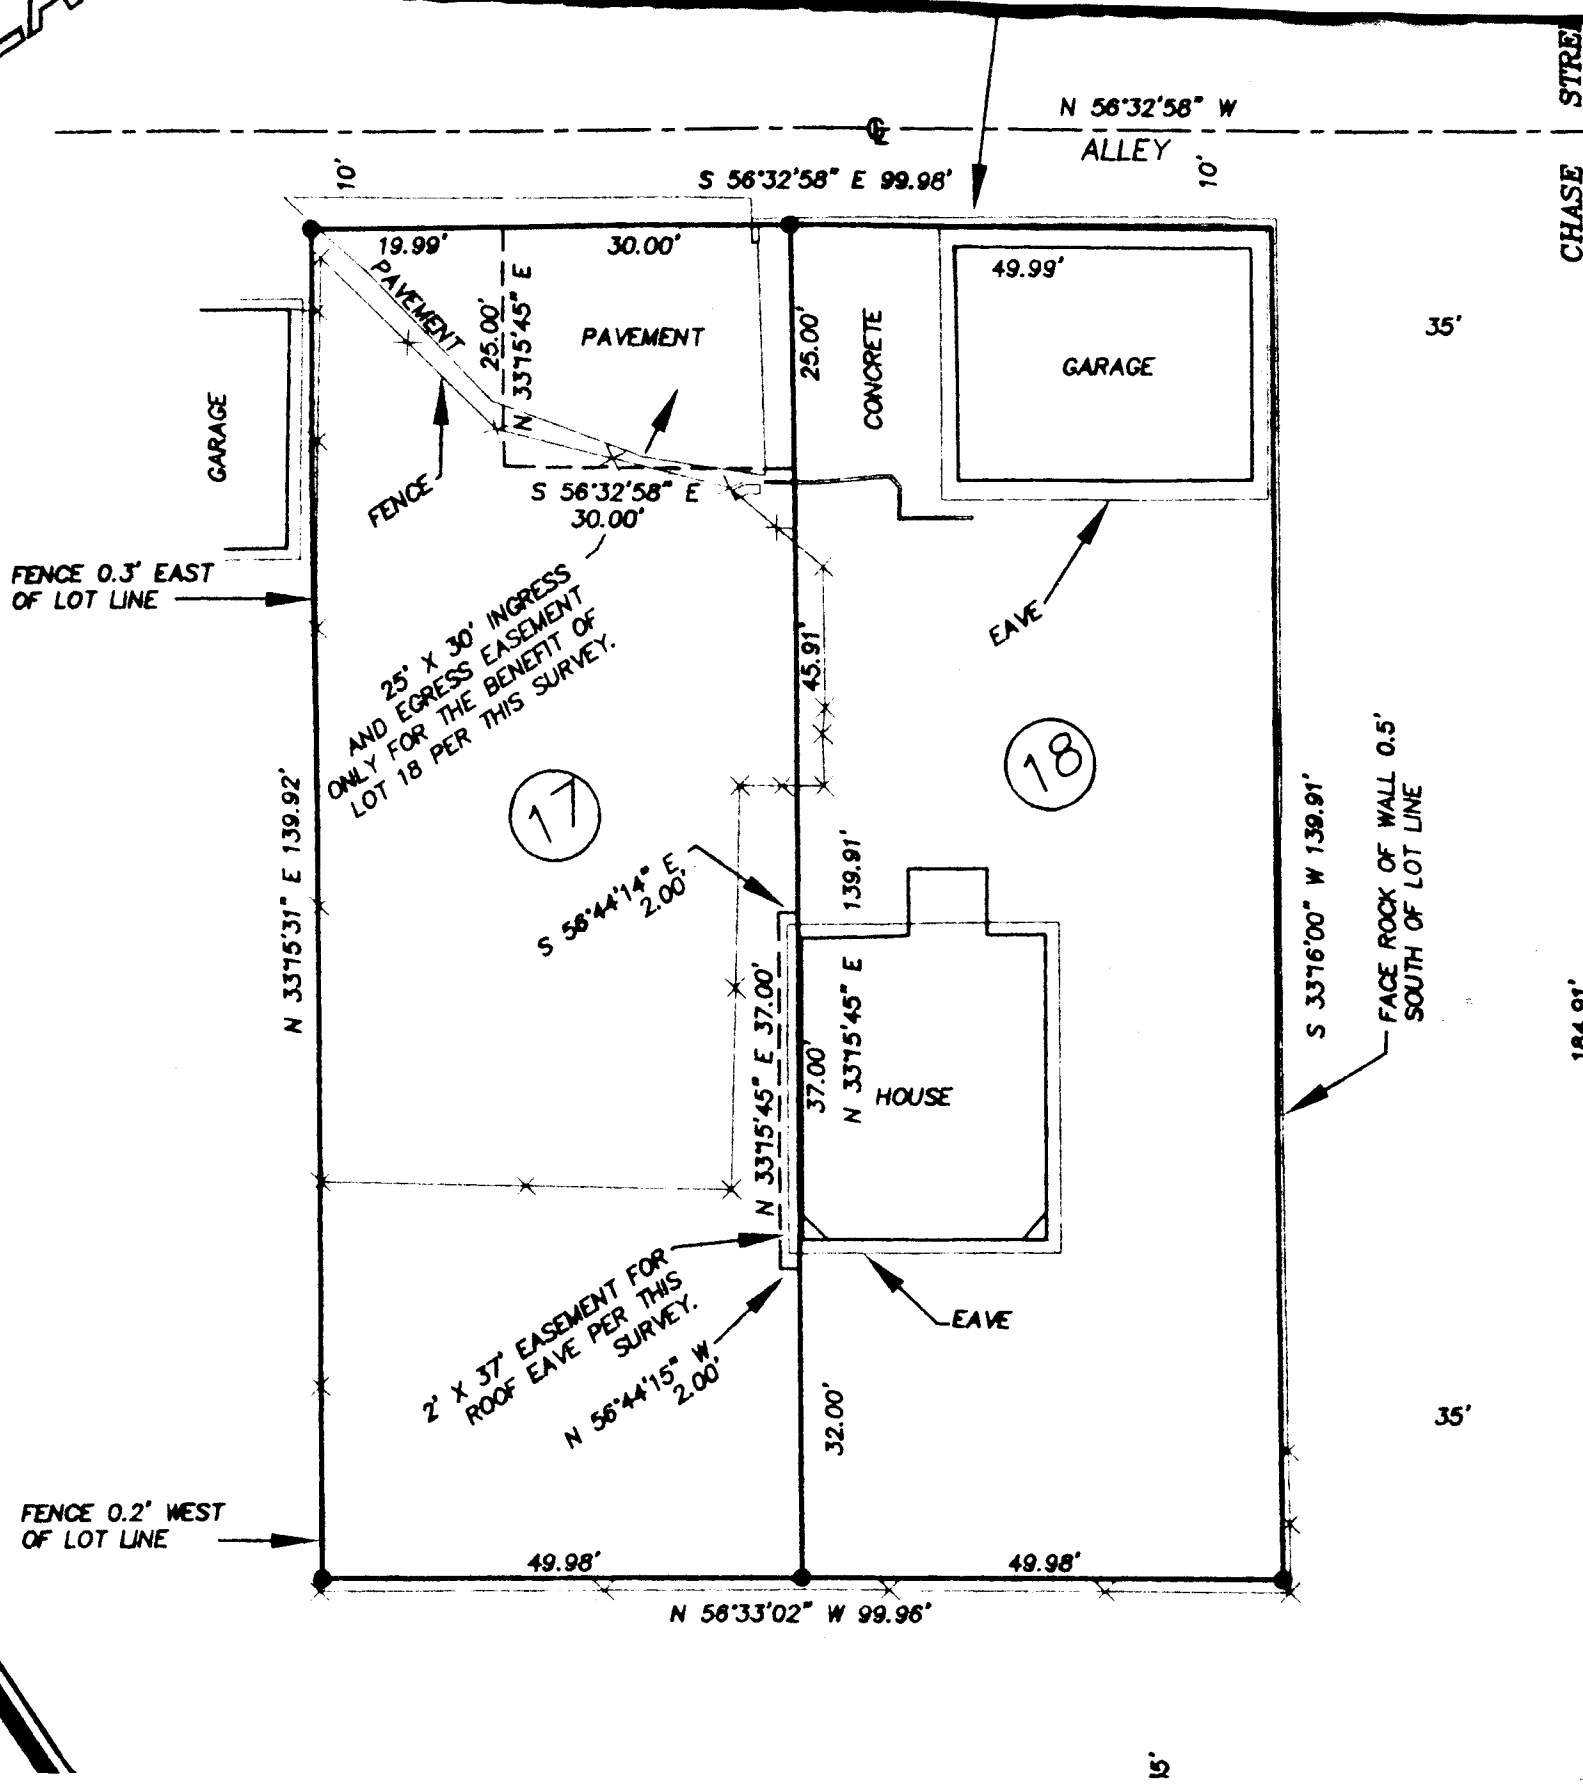 N 56°32'58" W
ALLEY
CHASE STREE
10'
10'
S 56°32'58" E 99.98'
19.99'
30.00'
49.99'
PAVEMENT
25.00'
N 33°15'45" E
PAVEMENT
25.00'
CONCRETE
GARAGE
35'
GARAGE
FENCE
S 56°32'58" E
30.00'
FENCE 0.3' EAST
OF LOT LINE
25' X 30' INGRESS
AND EGRESS EASEMENT
ONLY FOR THE BENEFIT OF
LOT 18 PER THIS SURVEY.
EAVE
45.91'
17
18
N 33°15'31" E 139.92'
S 56°44'14" E
2.00'
139.91'
N 33°15'45" E
S 33°16'00" W 139.91'
FACE ROCK OF WALL 0.5'
SOUTH OF LOT LINE
184.91'
N 33°15'45" E 37.00'
37.00'
HOUSE
2' X 37' EASEMENT FOR
ROOF EAVE PER THIS
SURVEY.
EAVE
N 56°44'15" W
2.00'
32.00'
35'
FENCE 0.2' WEST
OF LOT LINE
49.98'
49.98'
N 56°33'02" W 99.96'